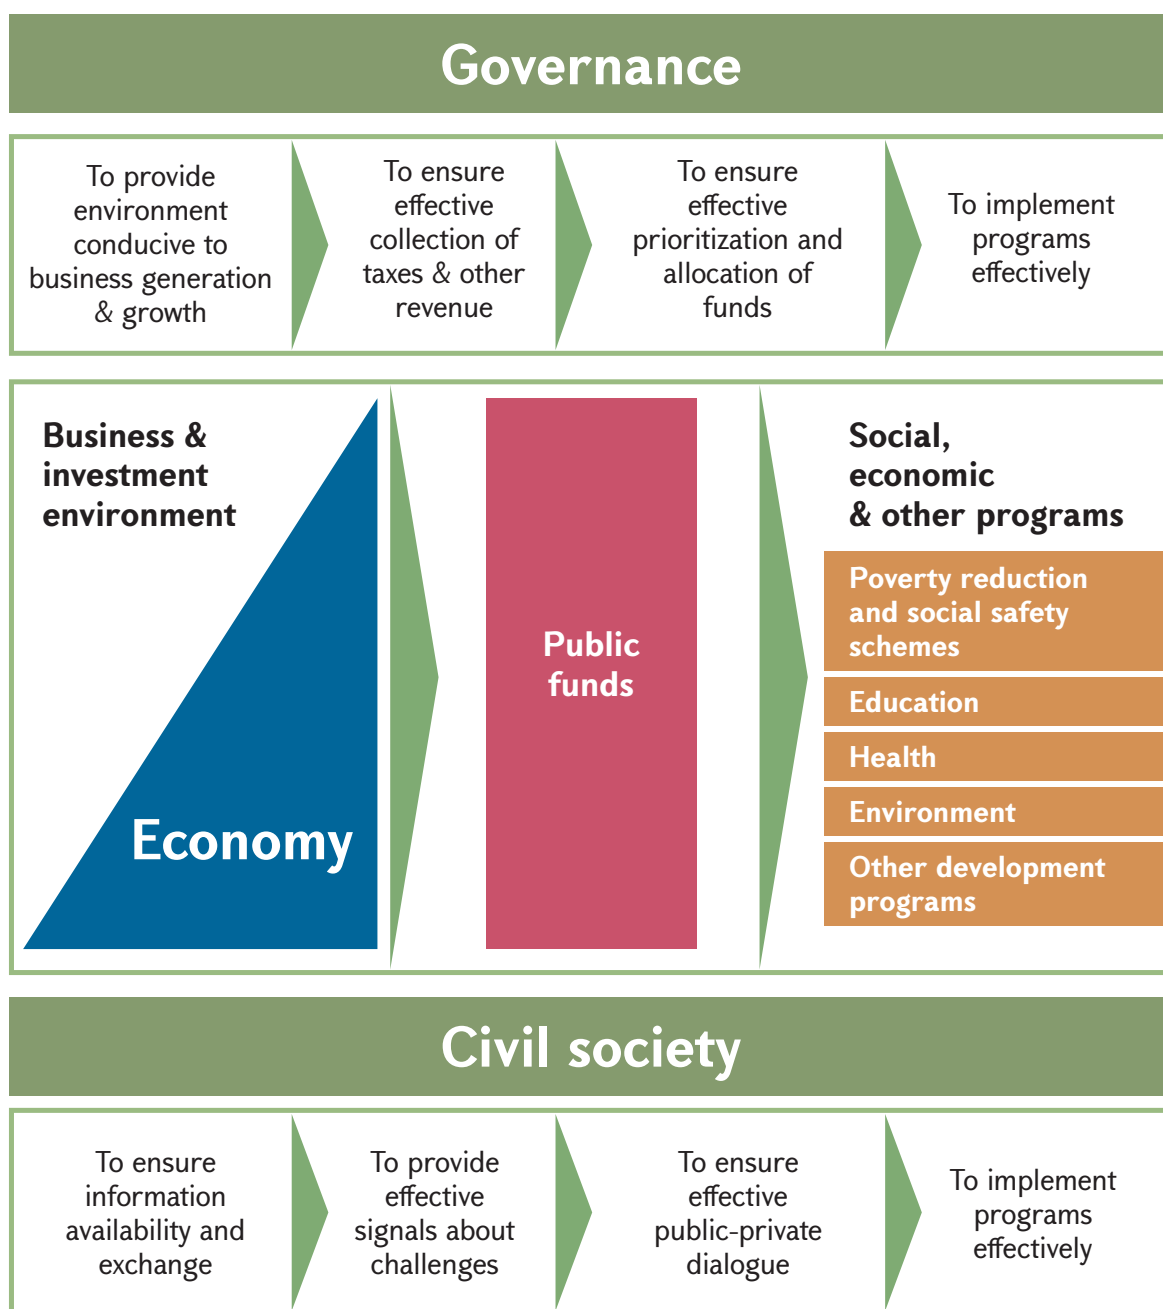 Governance
To provide
environment
conducive to
business generation
& growth
To ensure
effective
collection of
taxes & other
revenue
To ensure
effective
prioritization and
allocation of
funds
To implement
programs
effectively
Business &
investment
environment
Economy
Public
funds
Social,
economic
& other programs
Poverty reduction
and social safety
schemes
Education
Health
Environment
Other development
programs
Civil society
To ensure
information
availability and
exchange
To provide
effective
signals about
challenges
To ensure
effective
public-private
dialogue
To implement
programs
effectively